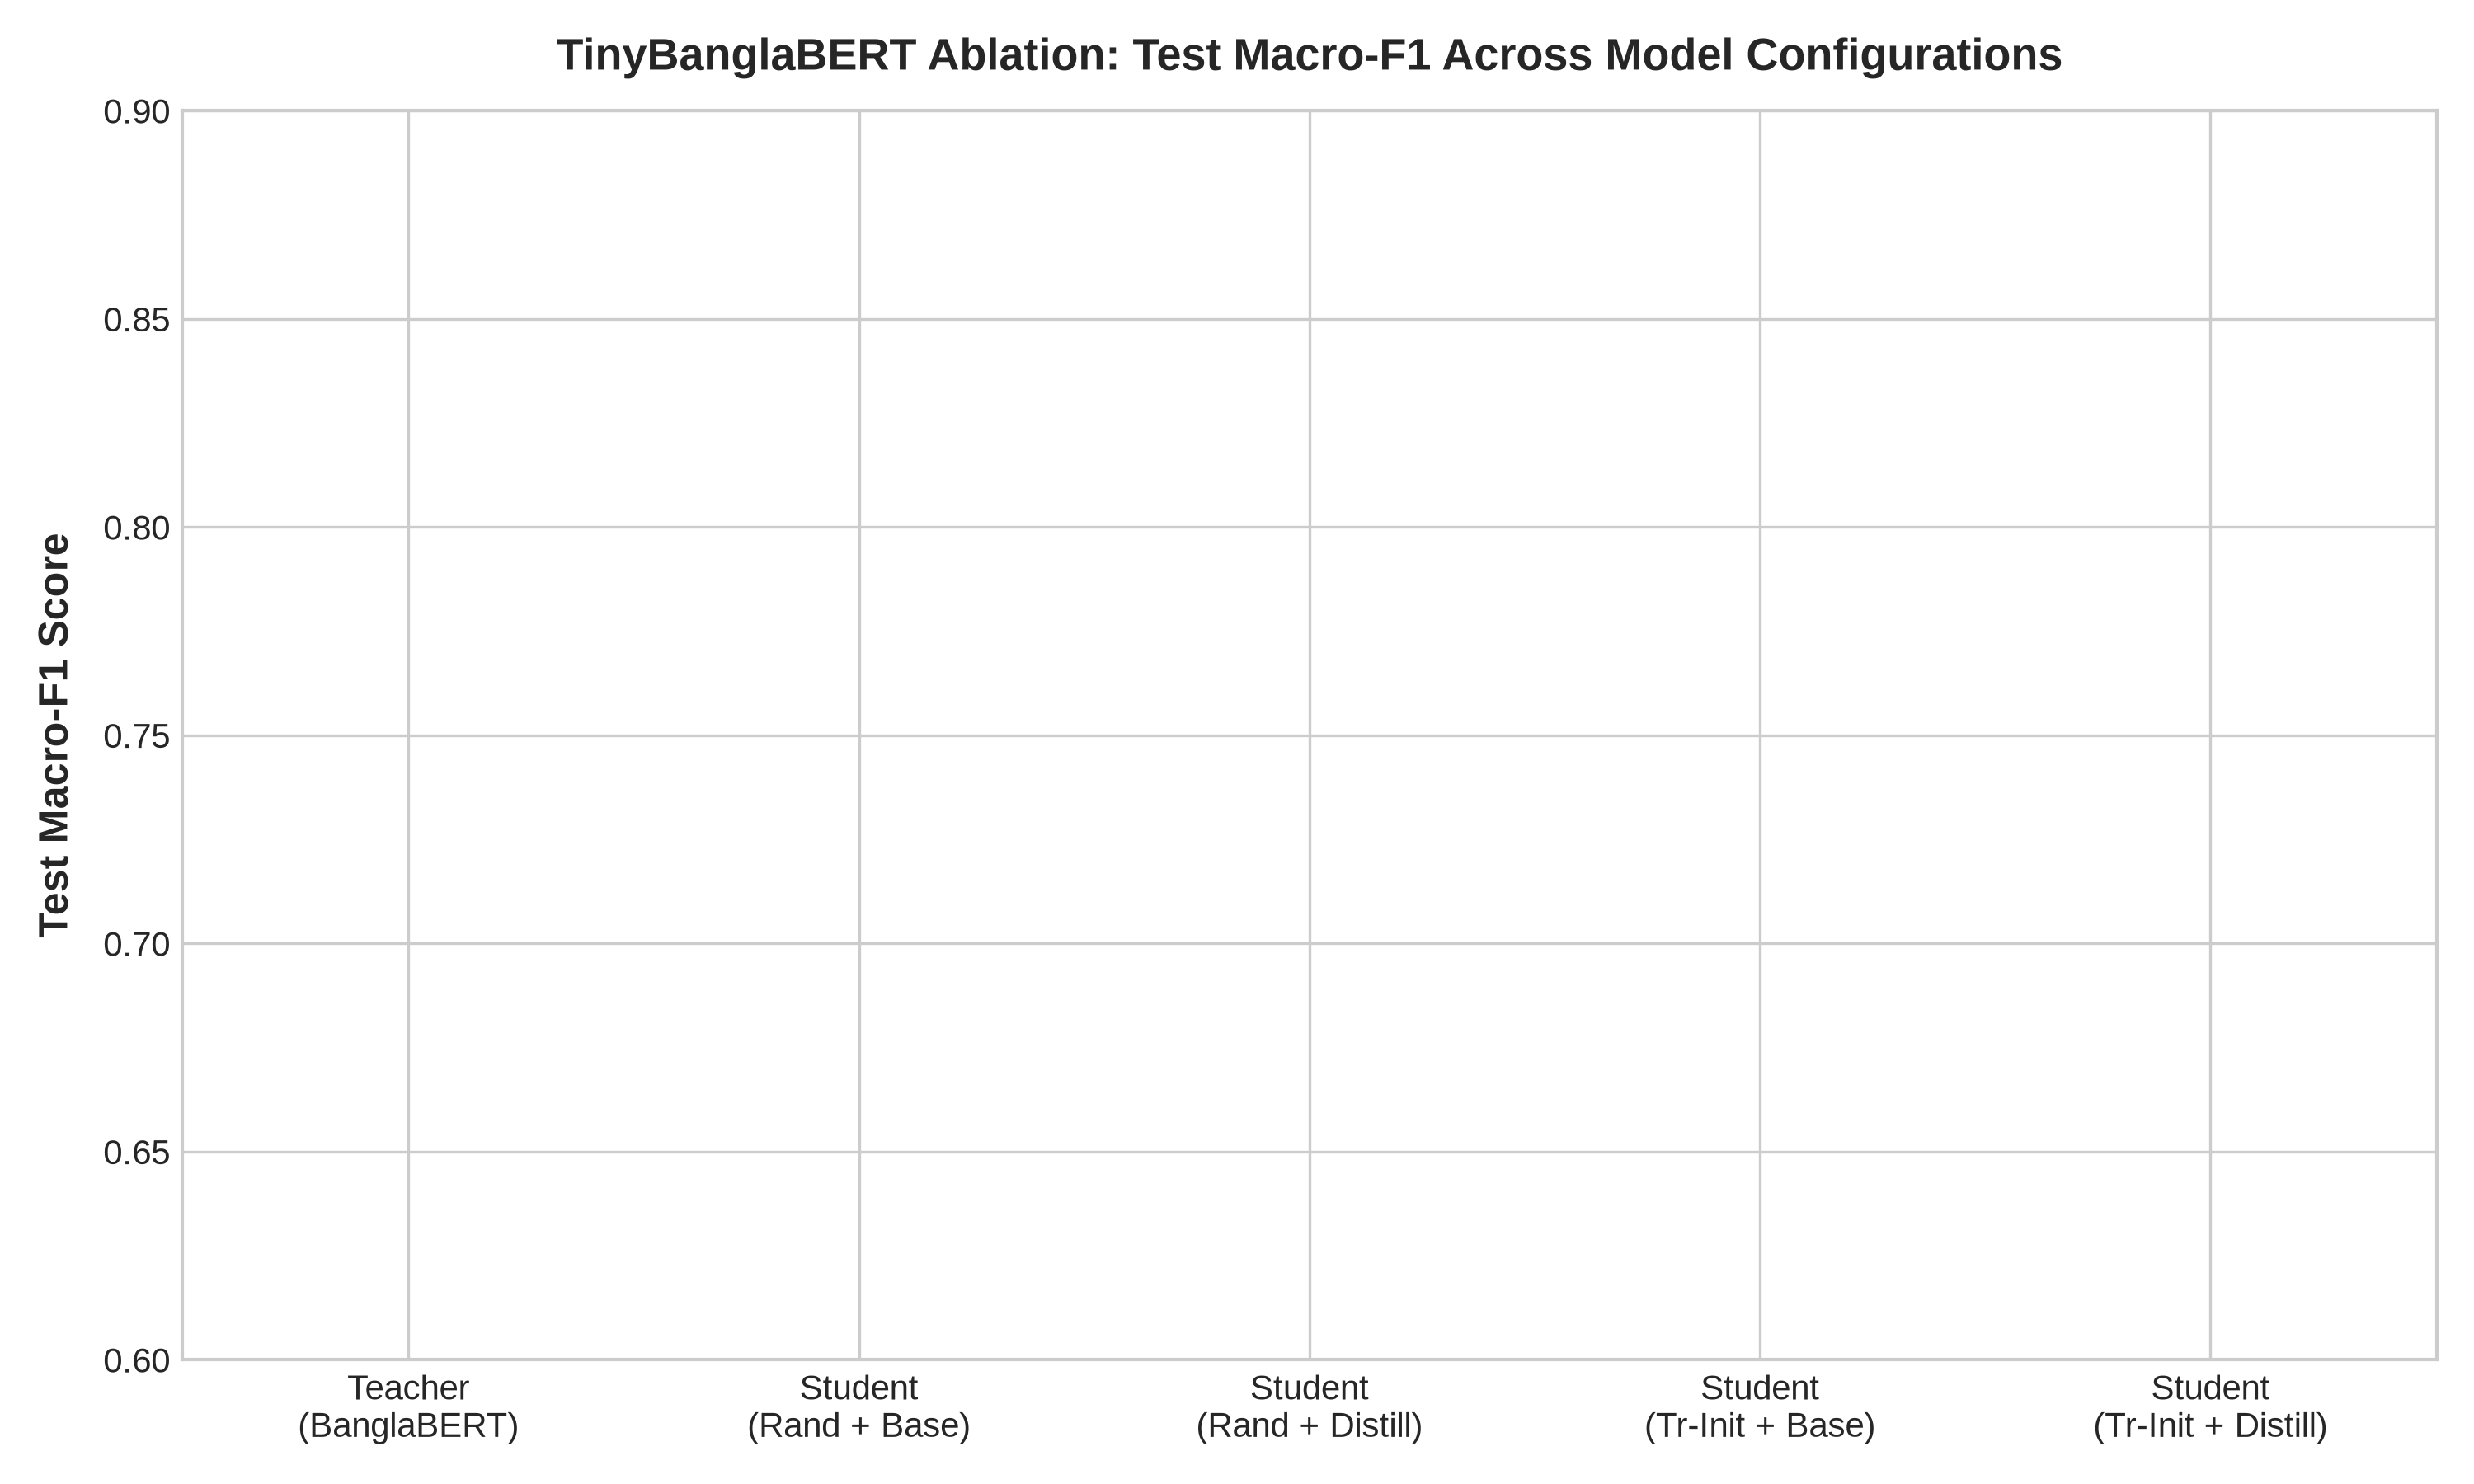 TinyBanglaBERT Ablation: Test Macro-F1 Across Model Configurations
Test Macro-F1 Score
0.90
0.85
0.80
0.75
0.70
0.65
0.60
Teacher
(BanglaBERT)
Student
(Rand + Base)
Student
(Rand + Distill)
Student
(Tr-Init + Base)
Student
(Tr-Init + Distill)